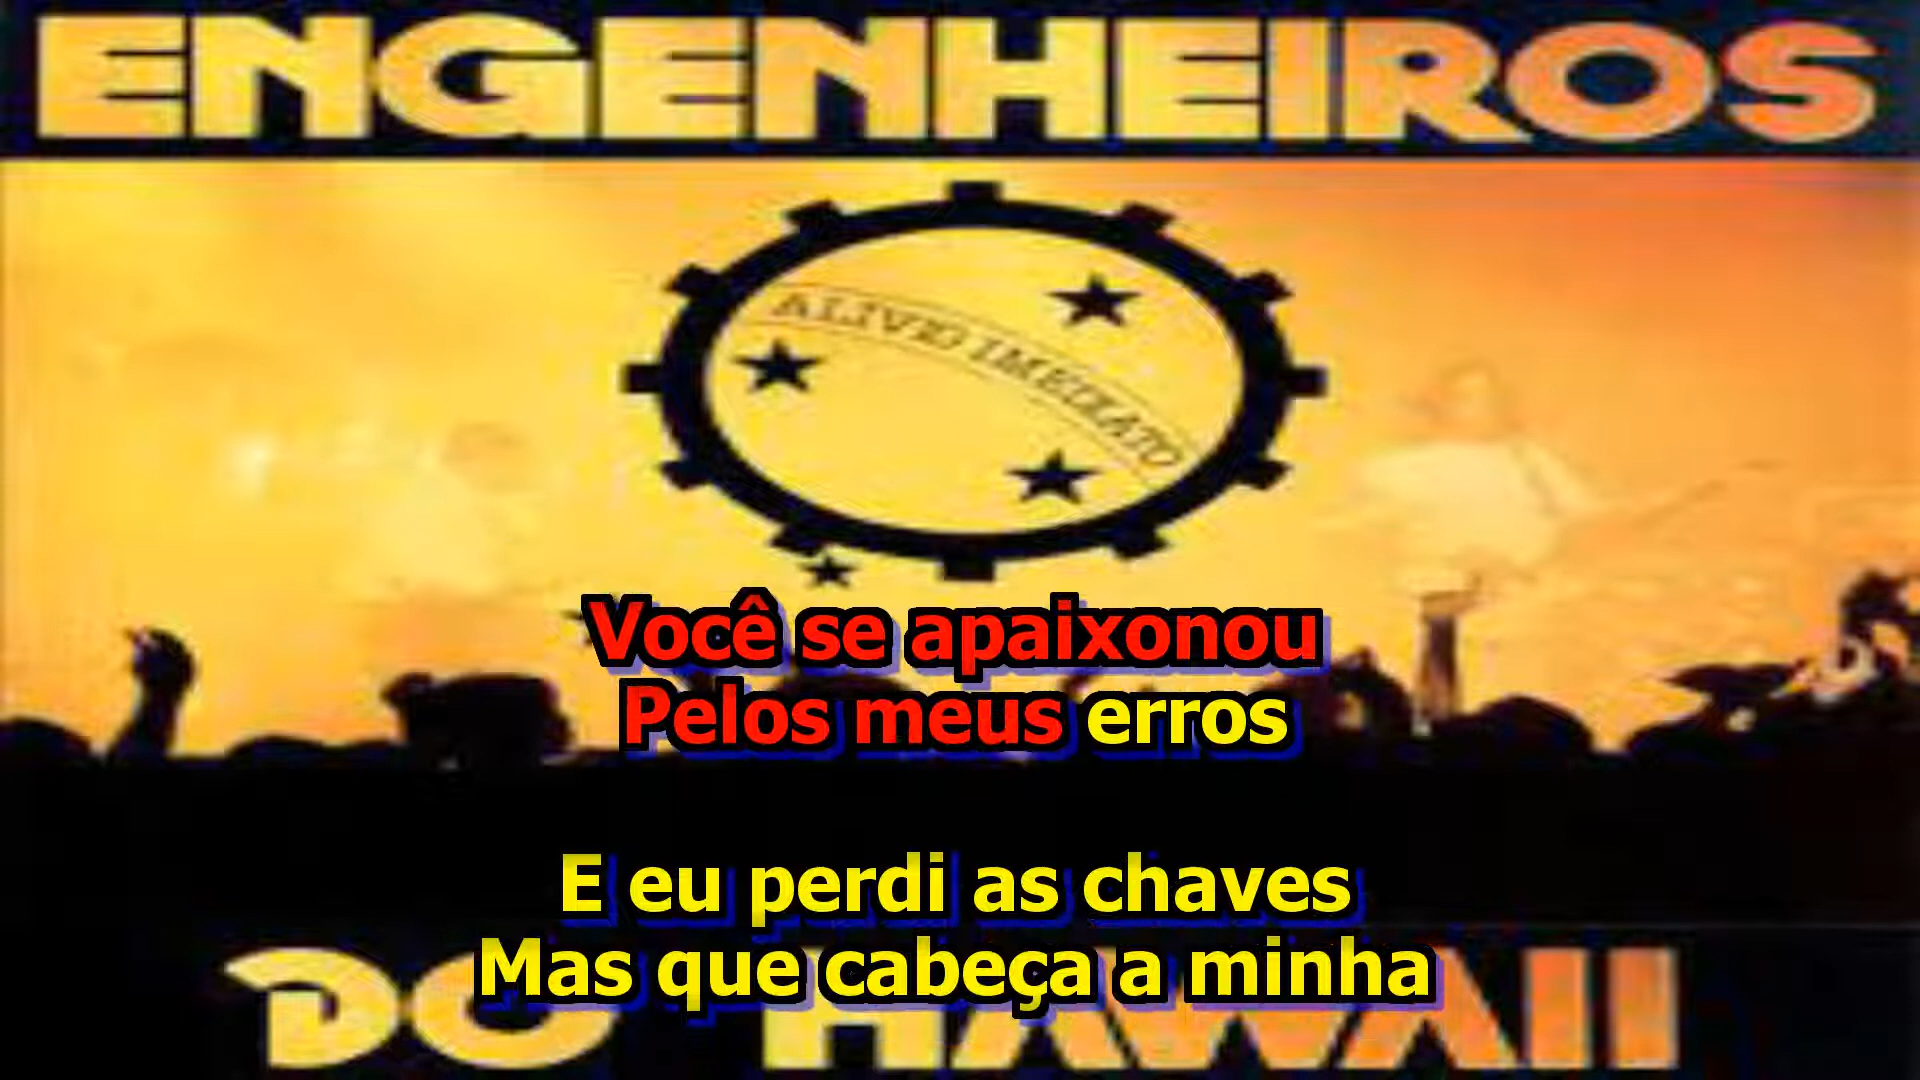 ENGENHEIROS
ALIVIO IMEDIATO
Você se apaixonou
Pelos meus erros
E eu perdi as chaves
Mas que cabeça a minha
DO HAWAII